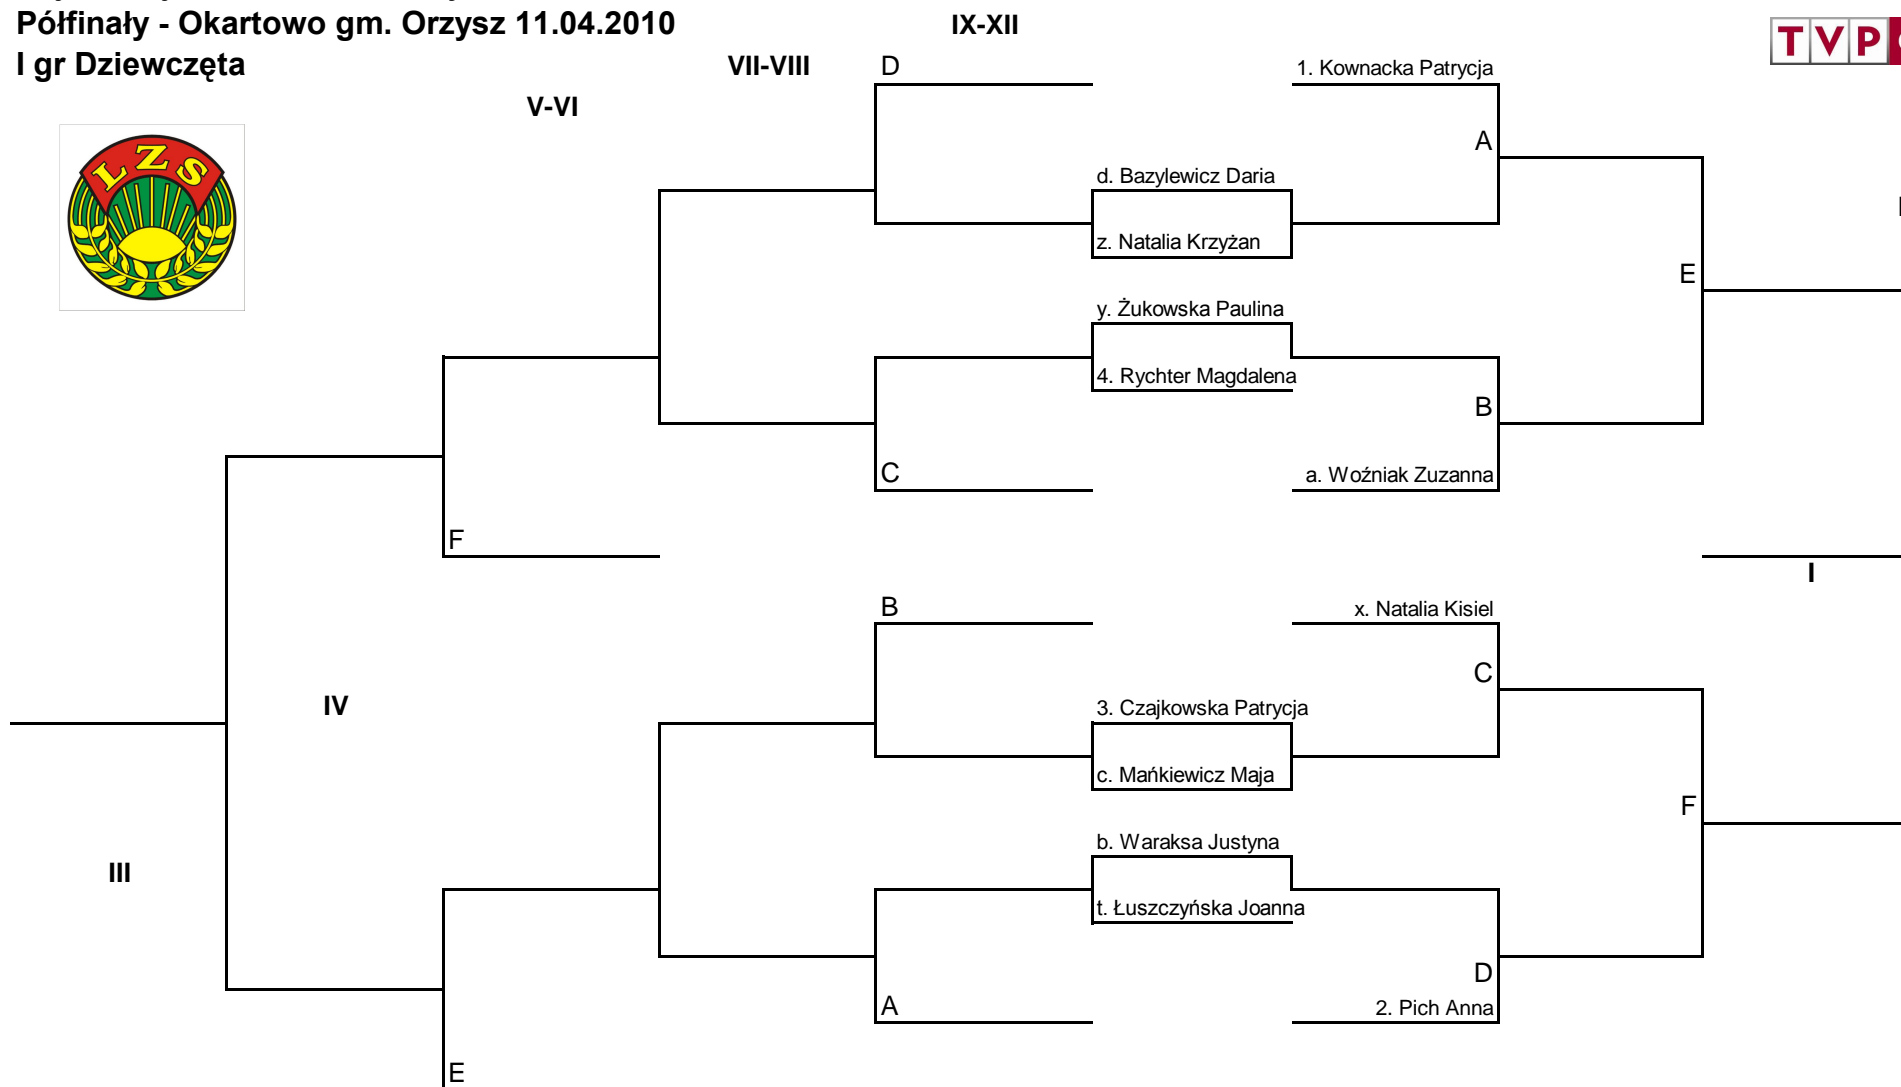 Półfinały - Okartowo gm. Orzysz 11.04.2010
IX-XII
I gr Dziewczęta
VII-VIII
D
1. Kownacka Patrycja
TVP
V-VI
LZS
A
d. Bazylewicz Daria
z. Natalia Krzyżan
E
y. Żukowska Paulina
4. Rychter Magdalena
B
C
a. Woźniak Zuzanna
F
I
B
x. Natalia Kisiel
C
IV
3. Czajkowska Patrycja
c. Mańkiewicz Maja
F
b. Waraksa Justyna
III
t. Łuszczyńska Joanna
D
A
2. Pich Anna
E